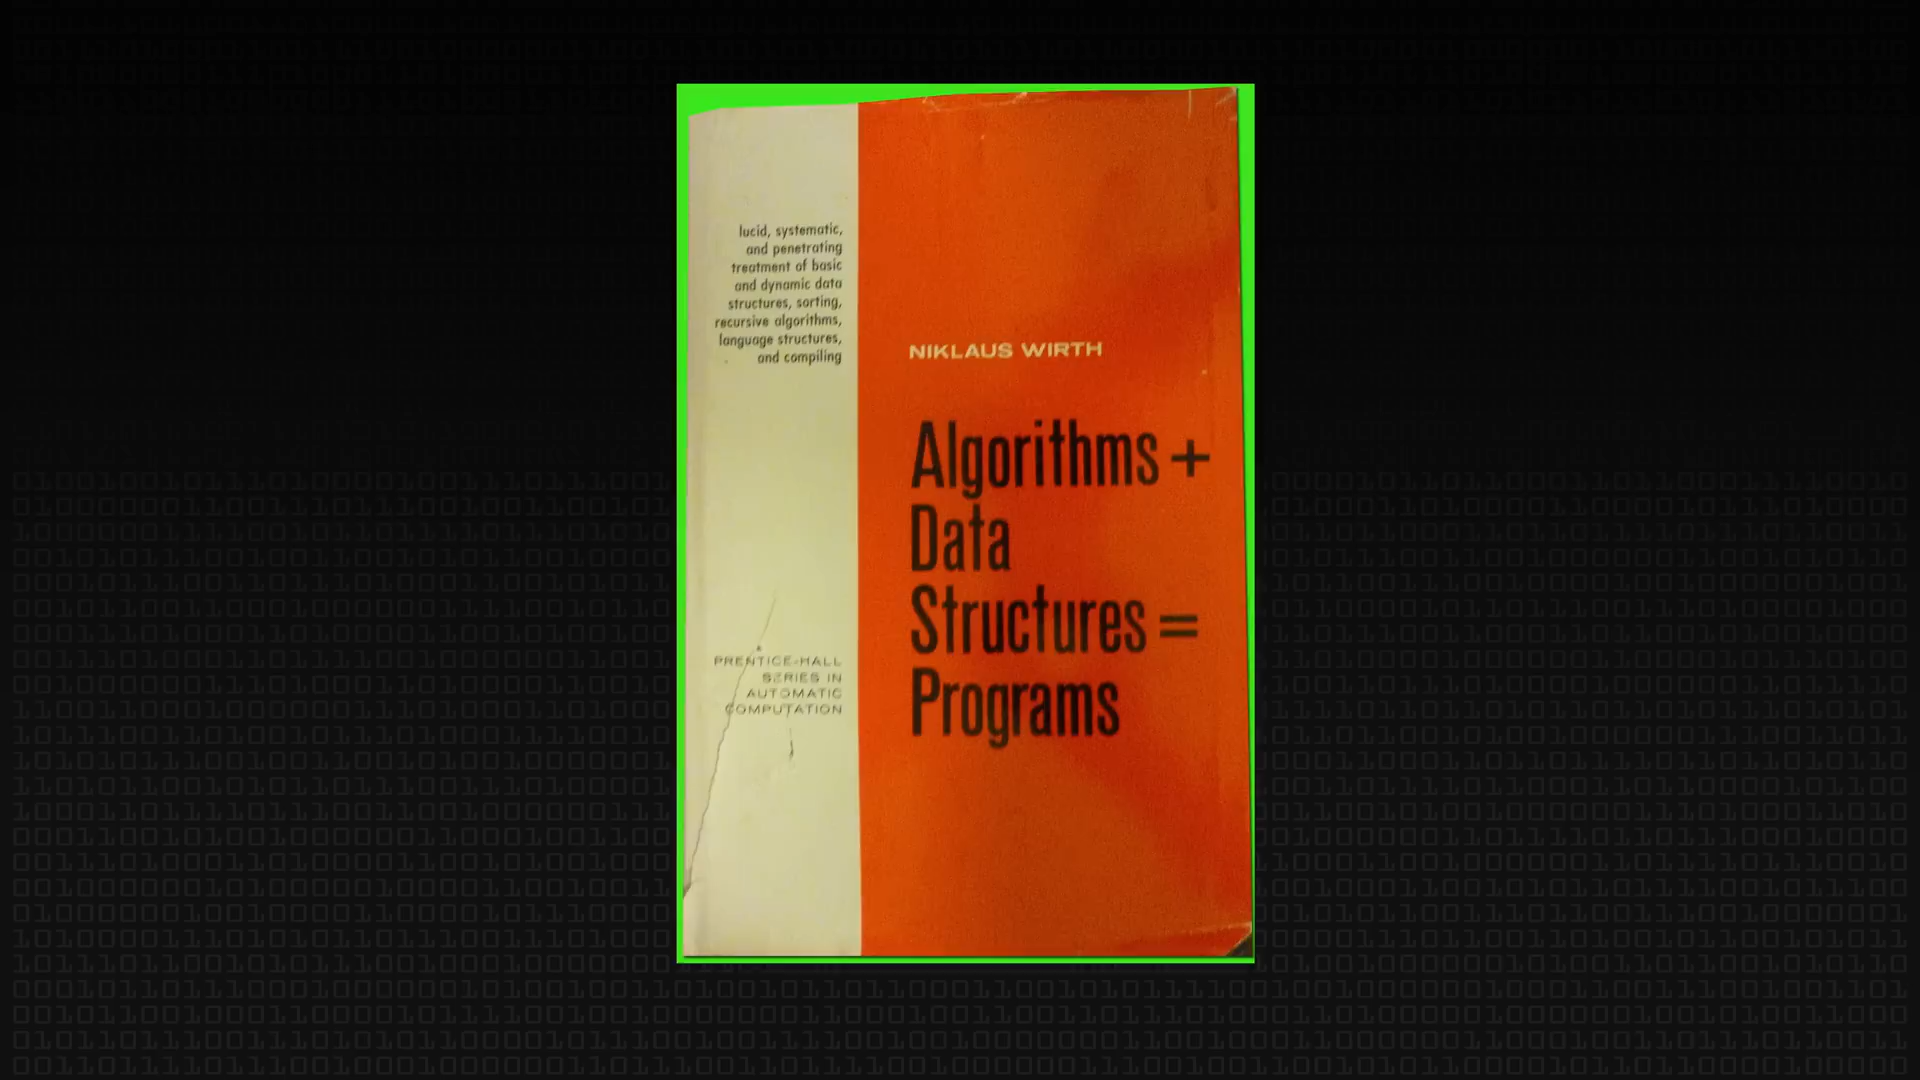 lucid, systematic,
and penetrating
treatment of basic
and dynamic data
structures, sorting,
recursive algorithms,
language structures,
and compiling
PRENTICE-HALL
SERIES IN
AUTOMATIC
COMPUTATION
NIKLAUS WIRTH
Algorithms +
Data
Structures =
Programs